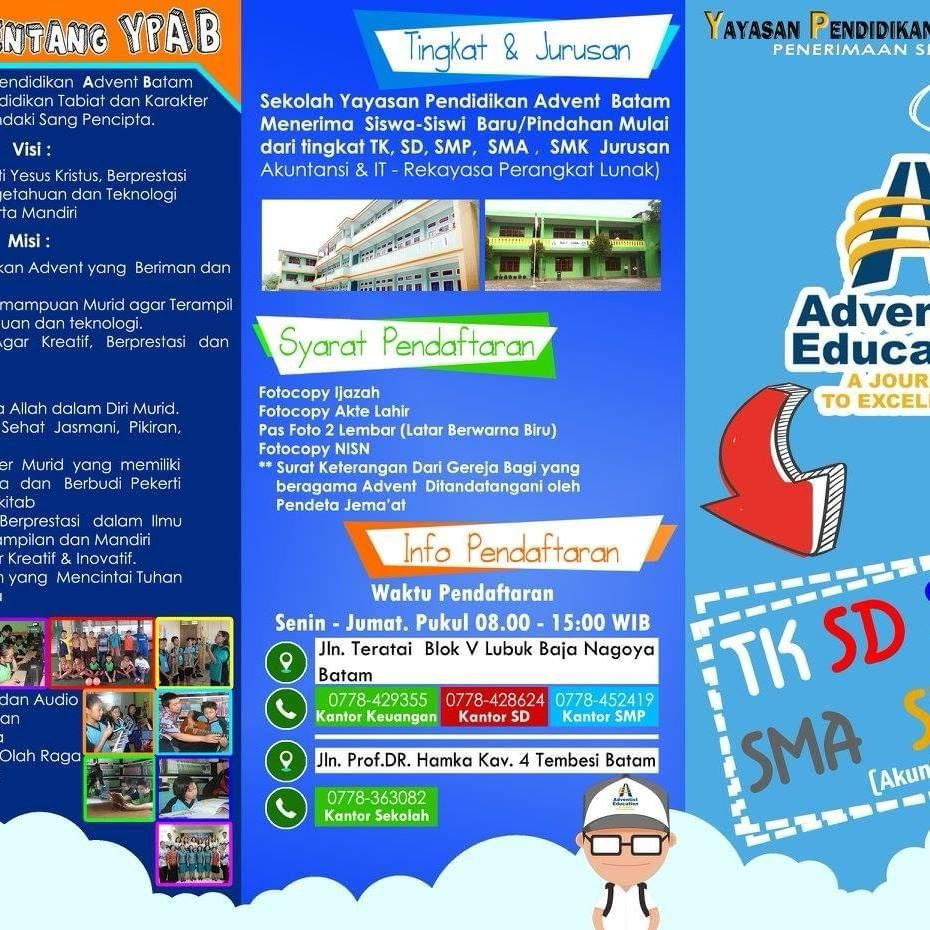 ENTANG YPAB
endidikan Advent Batam
didikan Tabiat dan Karakter
ndaki Sang Pencipta.
Visi :
ti Yesus Kristus, Berprestasi
getahuan dan Teknologi
rta Mandiri
Misi :
kan Advent yang Beriman dan
mampuan Murid agar Terampil
uan dan teknologi.
Agar Kreatif, Berprestasi dan
a Allah dalam Diri Murid.
Sehat Jasmani, Pikiran,
er Murid yang memiliki
a dan Berbudi Pekerti
kitab
Berprestasi dalam Ilmu
ampilan dan Mandiri
r Kreatif & Inovatif.
n yang Mencintai Tuhan
a
dan Audio
an
a
Olah Raga
Tingkat & Jurusan
Sekolah Yayasan Pendidikan Advent Batam
Menerima Siswa-Siswi Baru/Pindahan Mulai
dari tingkat TK, SD, SMP, SMA , SMK Jurusan
Akuntansi & IT - Rekayasa Perangkat Lunak)
Syarat Pendaftaran
Fotocopy Ijazah
Fotocopy Akte Lahir
Pas Foto 2 Lembar (Latar Berwarna Biru)
Fotocopy NISN
** Surat Keterangan Dari Gereja Bagi yang
beragama Advent Ditandatangani oleh
Pendeta Jema'at
Info Pendaftaran
Waktu Pendaftaran
Senin - Jumat. Pukul 08.00 - 15:00 WIB
Jln. Teratai Blok V Lubuk Baja Nagoya
Batam
0778-429355 0778-428624 0778-452419
Kantor Keuangan Kantor SD Kantor SMP
Jln. Prof.DR. Hamka Kav. 4 Tembesi Batam
0778-363082
Kantor Sekolah
Adventist
Education
YAYASAN PENDIDIKAN
PENERIMAAN S
Adven
Educa
A JOUR
TO EXCEL
TK SD
SMA S
[Akun